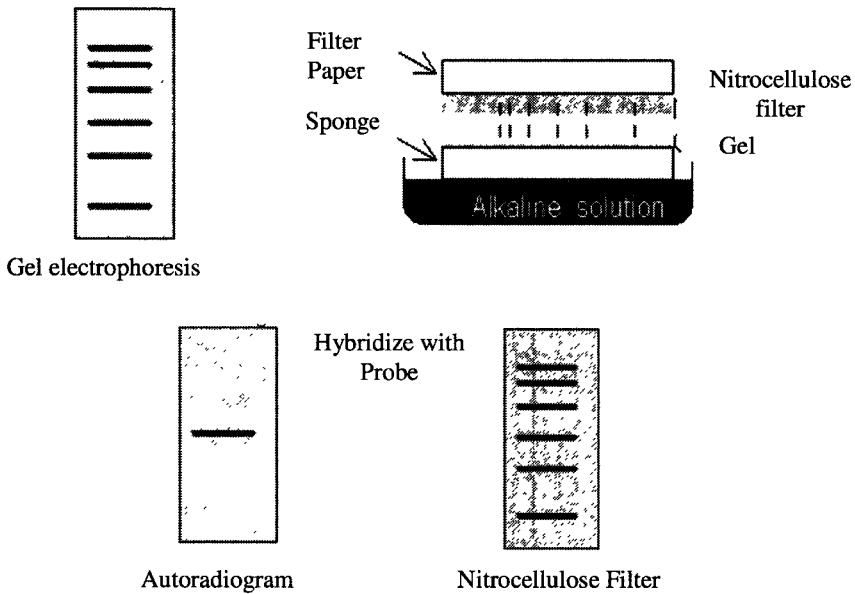 Filter
Paper
Sponge
Nitrocellulose
filter
Gel
Alkaline solution
Gel electrophoresis
Hybridize with
Probe
Autoradiogram
Nitrocellulose Filter